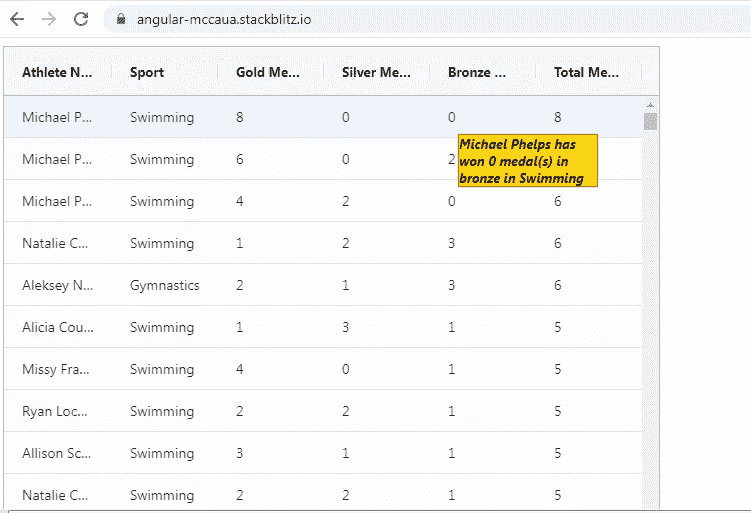 angular-mccaua.stackblitz.io
Athlete N... Sport Gold Me... Silver Me... Bronze ... Total Me...
Michael P... Swimming 8 0 0 8
Michael P... Swimming 6 0 2
Michael Phelps has
won 0 medal(s) in
bronze in Swimming
Michael P... Swimming 4 2 0 6
Natalie C... Swimming 1 2 3 6
Aleksey N... Gymnastics 2 1 3 6
Alicia Cou... Swimming 1 3 1 5
Missy Fra... Swimming 4 0 1 5
Ryan Loc... Swimming 2 2 1 5
Allison Sc... Swimming 3 1 1 5
Natalie C... Swimming 2 2 1 5